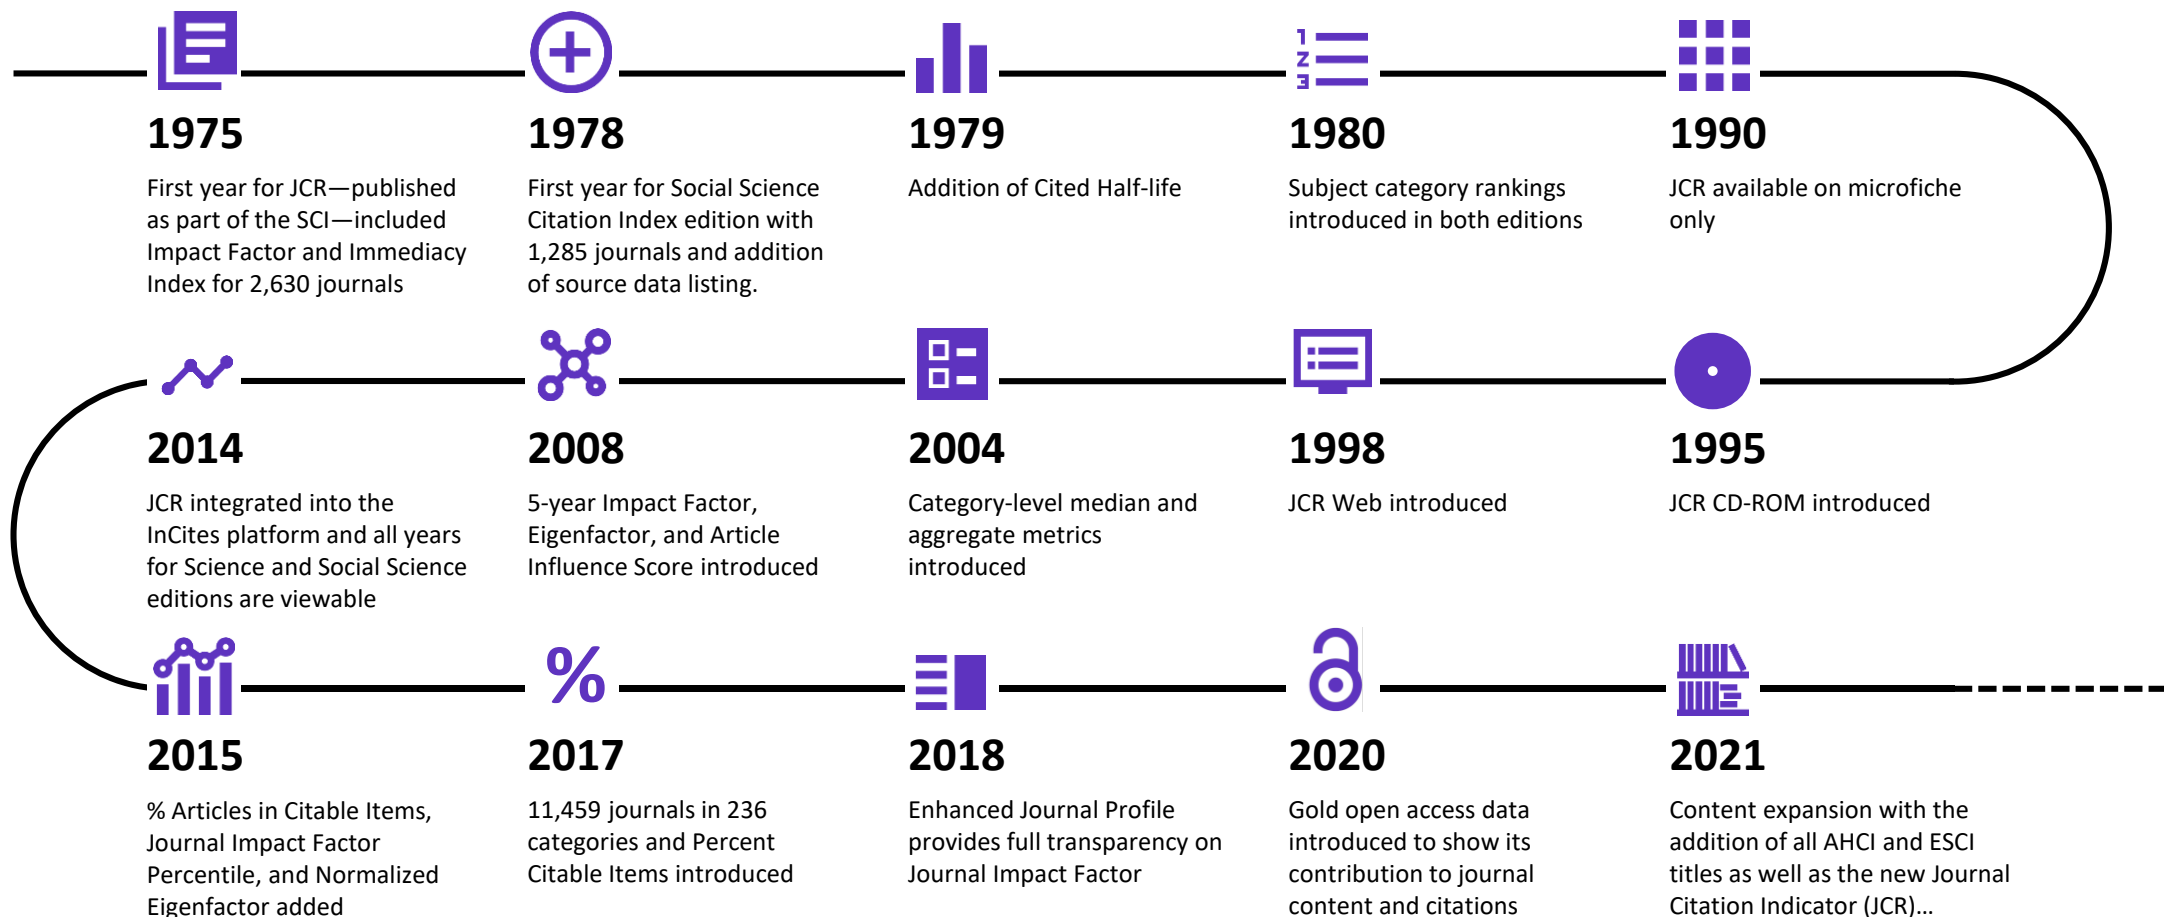 1975
First year for JCR—published
as part of the SCI—included
Impact Factor and Immediacy
Index for 2,630 journals
1978
First year for Social Science
Citation Index edition with
1,285 journals and addition
of source data listing.
1979
Addition of Cited Half-life
1
2
3
1980
Subject category rankings
introduced in both editions
1990
JCR available on microfiche
only
1995
JCR CD-ROM introduced
1998
JCR Web introduced
2004
Category-level median and
aggregate metrics
introduced
2008
5-year Impact Factor,
Eigenfactor, and Article
Influence Score introduced
2014
JCR integrated into the
InCites platform and all years
for Science and Social Science
editions are viewable
2015
% Articles in Citable Items,
Journal Impact Factor
Percentile, and Normalized
Eigenfactor added
%
2017
11,459 journals in 236
categories and Percent
Citable Items introduced
2018
Enhanced Journal Profile
provides full transparency on
Journal Impact Factor
2020
Gold open access data
introduced to show its
contribution to journal
content and citations
2021
Content expansion with the
addition of all AHCI and ESCI
titles as well as the new Journal
Citation Indicator (JCR)…